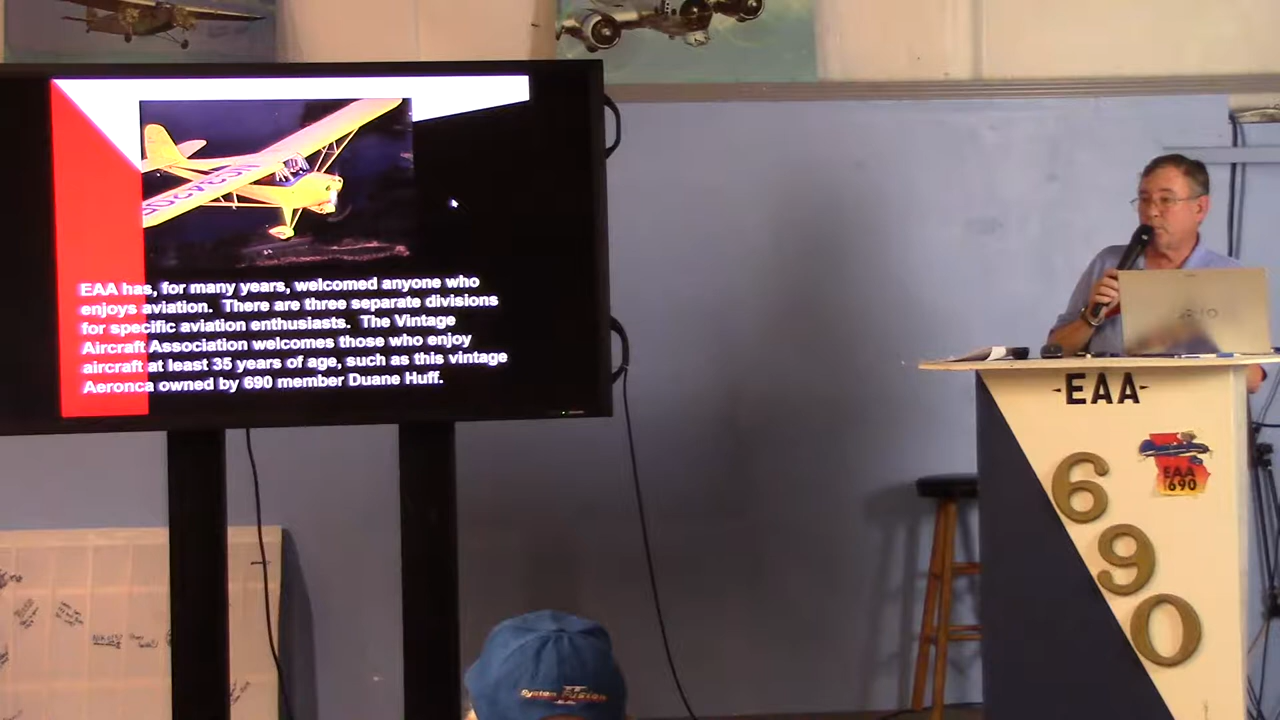 EAA has, for many years, welcomed anyone who
enjoys aviation. There are three separate divisions
for specific aviation enthusiasts. The Vintage
Aircraft Association welcomes those who enjoy
aircraft at least 35 years of age, such as this vintage
Aeronca owned by 690 member Duane Huff.
-EAA-
690
EAA
690
System Fusion